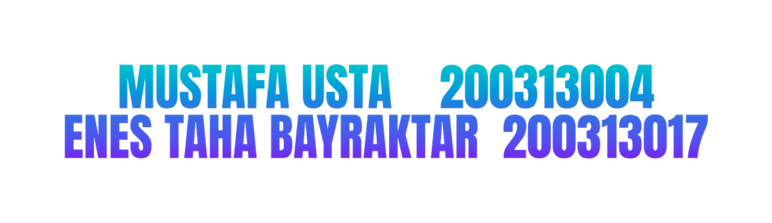 MUSTAFA USTA 200313004
ENES TAHA BAYRAKTAR 200313017